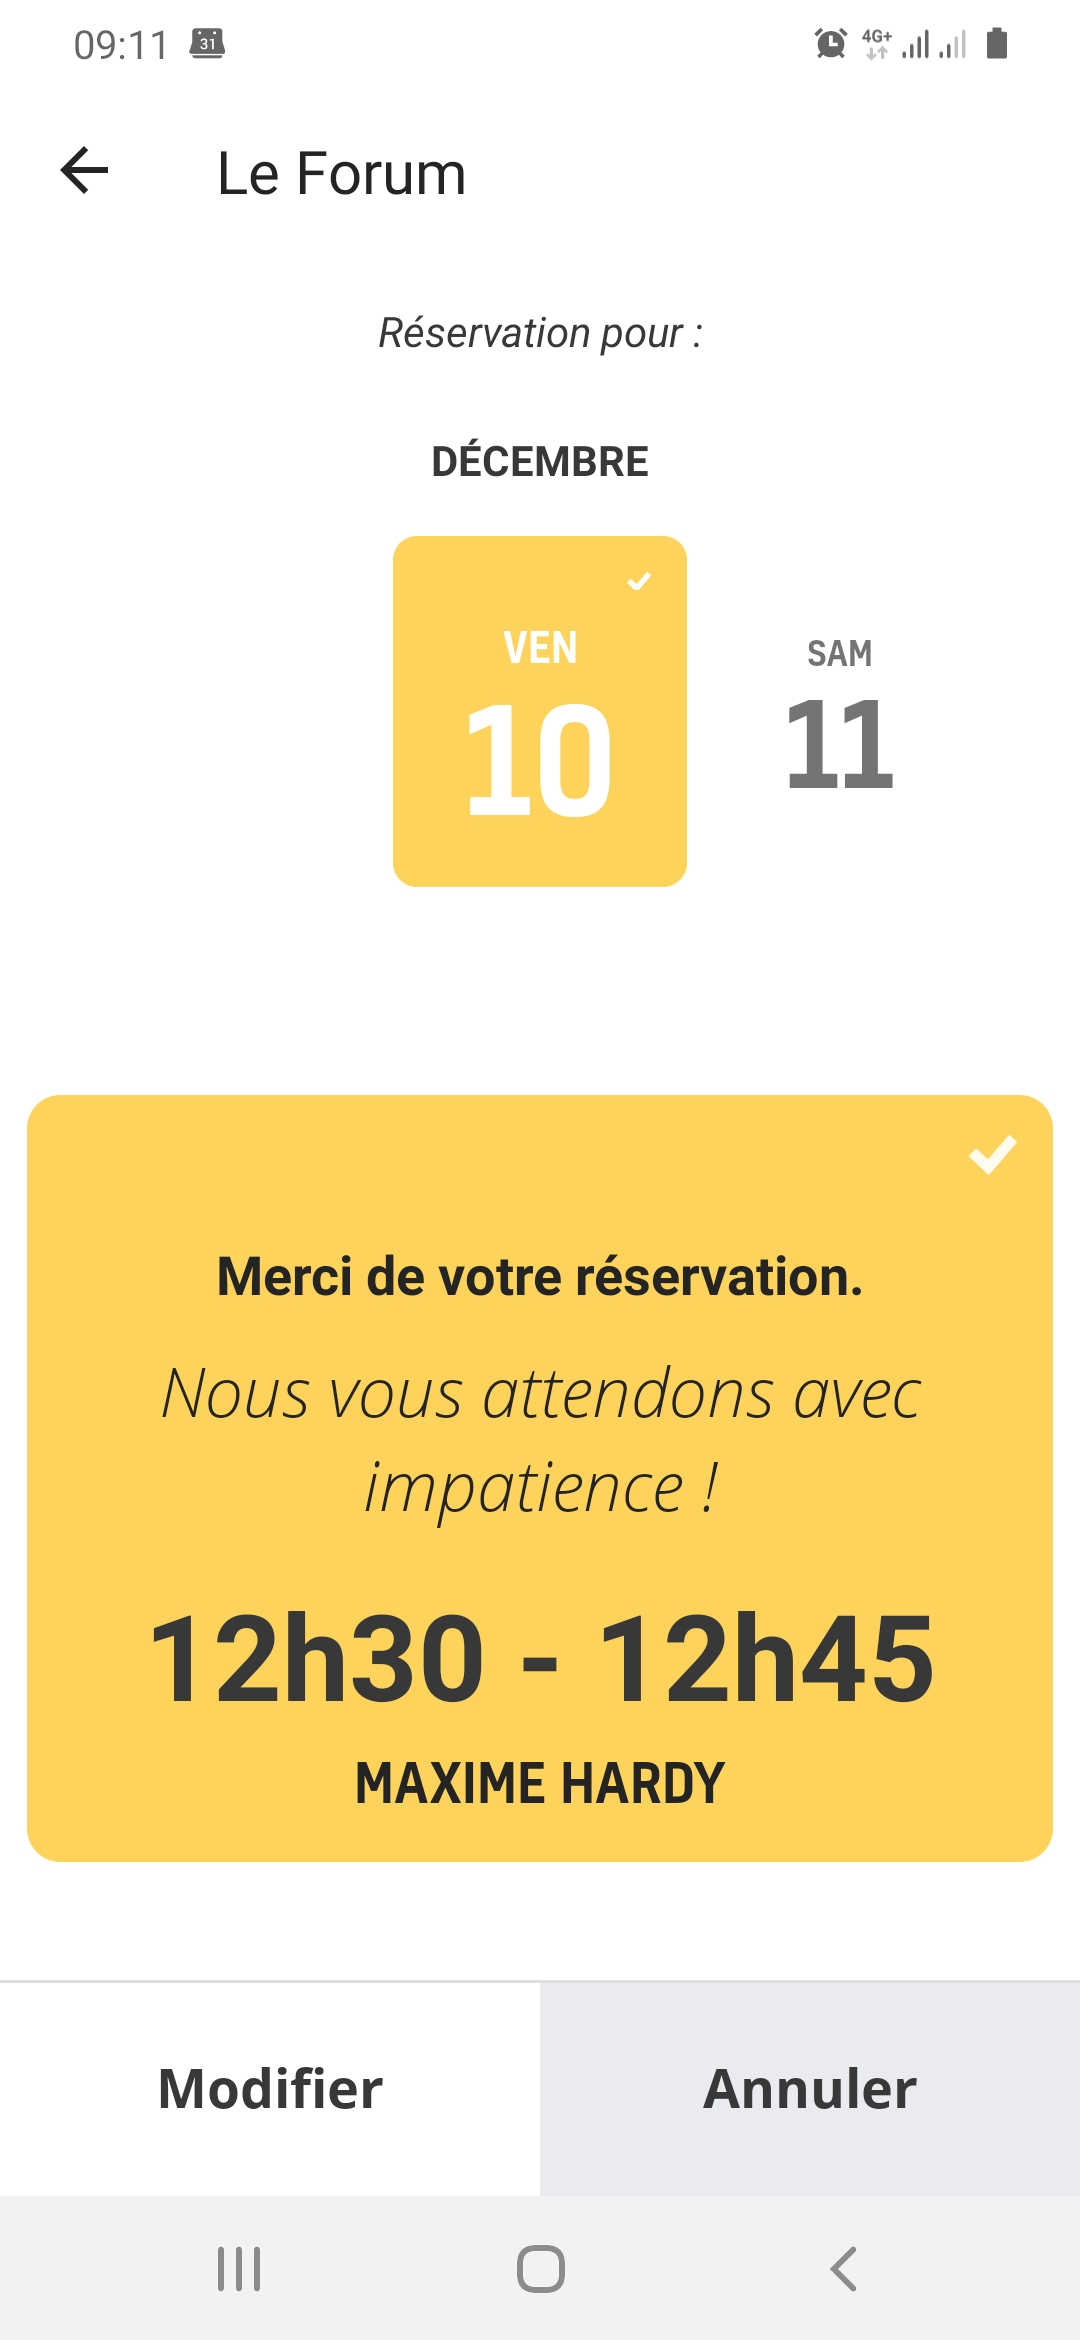 09:11 31 4G+
Le Forum
Réservation pour :
DÉCEMBRE
VEN SAM
10 11
Merci de votre réservation.
Nous vous attendons avec
impatience !
12h30 - 12h45
MAXIME HARDY
Modifier Annuler